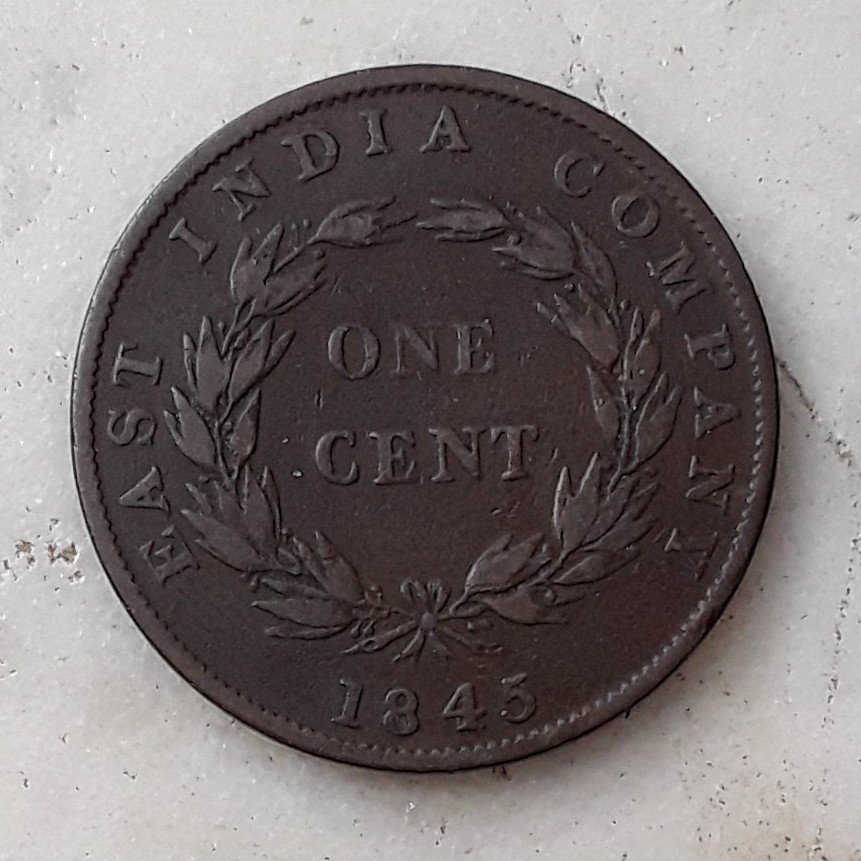 EAST INDIA COMPANY
ONE
CENT
1845